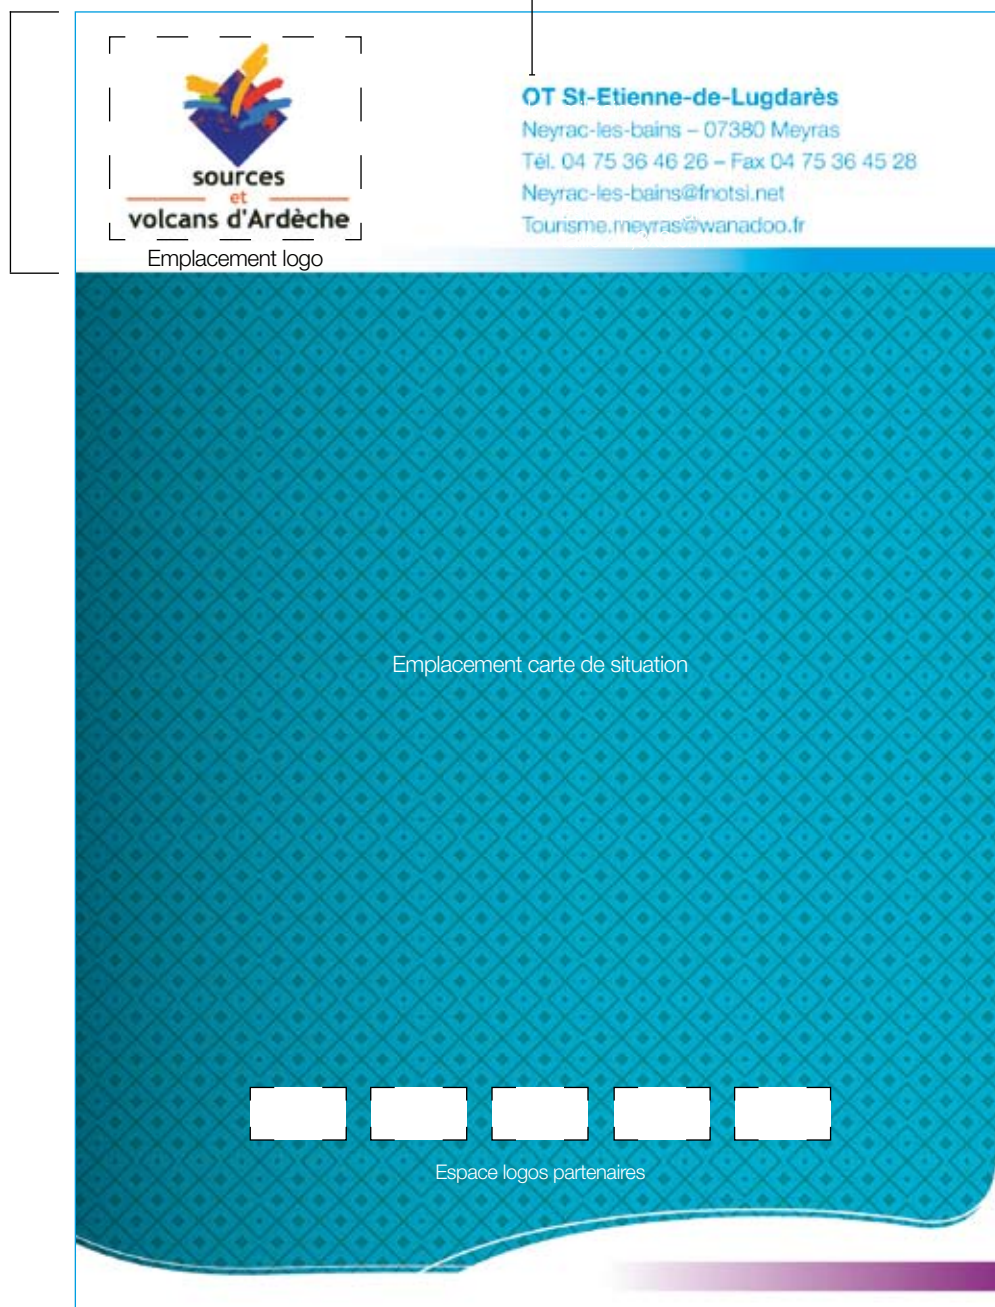 sources
et
volcans d'Ardèche
Emplacement logo
OT St-Etienne-de-Lugdarès
Neyrac-les-bains – 07380 Meyras
Tél. 04 75 36 46 26 – Fax 04 75 36 45 28
Neyrac-les-bains@fnotsi.net
Tourisme.meyras@wanadoo.fr
Emplacement carte de situation
Espace logos partenaires